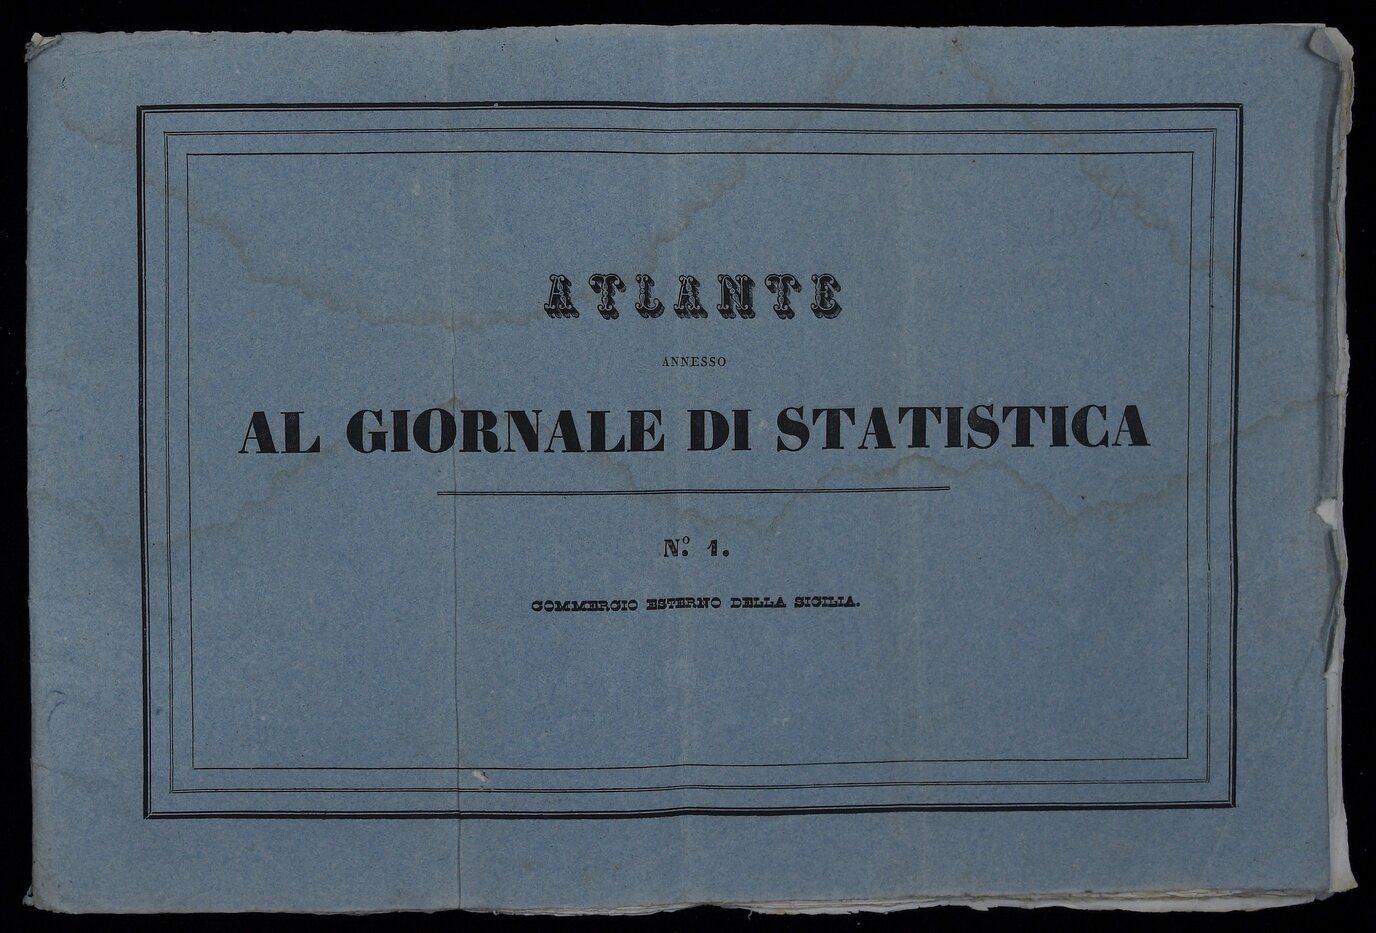 ATLANTE
ANNESSO
AL GIORNALE DI STATISTICA
N.º 1.
COMMERCIO ESTERNO DELLA SICILIA.